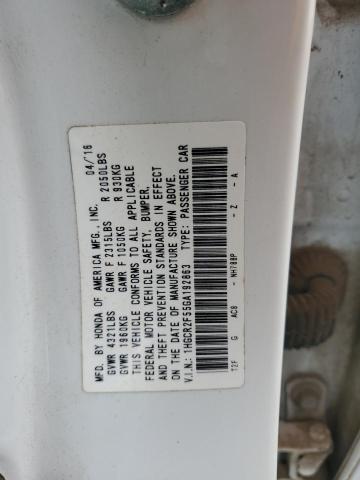 MFD. BY HONDA OF AMERICA MFG., INC. 04/'16
GVWR 4321LBS GAWR F 2315LBS R 2050LBS
GVWR 1960KG GAWR F 1050KG R 930KG
THIS VEHICLE CONFORMS TO ALL APPLICABLE
FEDERAL MOTOR VEHICLE SAFETY, BUMPER,
AND THEFT PREVENTION STANDARDS IN EFFECT
ON THE DATE OF MANUFACTURE SHOWN ABOVE.
V.I.N.: 1HGCR2F55GA192863 TYPE: PASSENGER CAR
T2F G AC8 - NH788P - Z - A